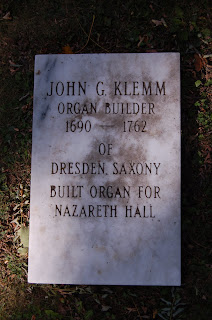 JOHN G. KLEMM
ORGAN BUILDER
1690 — 1762
OF
DRESDEN, SAXONY
BUILT ORGAN FOR
NAZARETH HALL